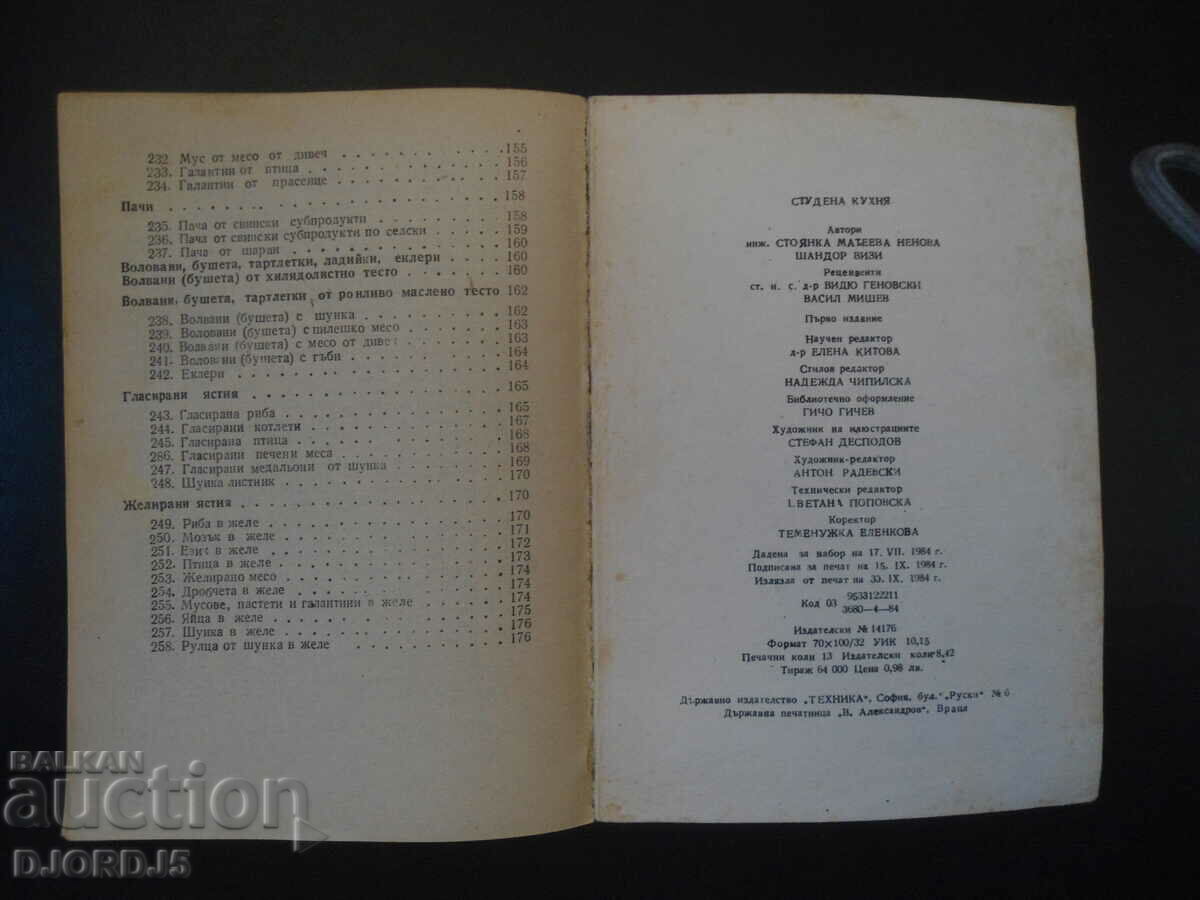 232. Мус от месо от дивеч 155
233. Галантин от птица 156
234. Галантин от прасенце 157
Пачи 158
235. Пача от свински субпродукти 158
236. Пача от свински субпродукти по селски 159
237. Пача от шаран 160
Воловани, бушета, тартлетки, ладийки, еклери 160
Волвани (бушета) от хилядолистно тесто 160
Волвани, бушета, тартлетки от ронливо маслено тесто 162
238. Волвани (бушета) с шунка 162
239. Воловани (бушета) с пилешко месо 163
240. Волвани (бушета) с месо от дивеч 163
241. Воловани (бушета) с гъби 164
242. Еклери 164
Гласирани ястия 165
243. Гласирана риба 165
244. Гласирани котлети 167
245. Гласирана птица 168
286. Гласирани печени меса 168
247. Гласирани медальони от шунка 169
248. Шунка листник 170
Желирани ястия 170
249. Риба в желе 170
250. Мозък в желе 171
251. Език в желе 172
252. Птица в желе 173
253. Желирано месо 174
254. Дробчета в желе 174
255. Мусове, пастети и галантини в желе 174
256. Яйца в желе 175
257. Шунка в желе 176
258. Рулца от шунка в желе 176
СТУДЕНА КУХНЯ
Автори
инж. СТОЯНКА МАТЕЕВА НЕНОВА
ШАНДОР ВИЗИ
Рецензенти
ст. н. с. д-р ВИДЮ ГЕНОВСКИ
ВАСИЛ МИШЕВ
Първо издание
Научен редактор
д-р ЕЛЕНА КИТОВА
Стилов редактор
НАДЕЖДА ЧИПИЛСКА
Библиотечно оформление
ГИЧО ГИЧЕВ
Художник на илюстрациите
СТЕФАН ДЕСПОДОВ
Художник-редактор
АНТОН РАДЕВСКИ
Технически редактор
ЦВЕТАНА ПОПОВСКА
Коректор
ТЕМЕНУЖКА ЕЛЕНКОВА
Дадена за набор на 17. VII. 1984 г.
Подписана за печат на 15. IX. 1984 г.
Излязла от печат на 30. IX. 1984 г.
Код 03 9533122211
3680—4—84
Издателски № 14176
Формат 70×100/32 УИК 10,15
Печатни коли 13 Издателски коли 8,42
Тираж 64 000 Цена 0,98 лв.
Държавно издателство „ТЕХНИКА“, София, бул. „Руски“ № 6
Държавна печатница „В. Александров“, Враца
BALKAN
auction
DJORDJ5